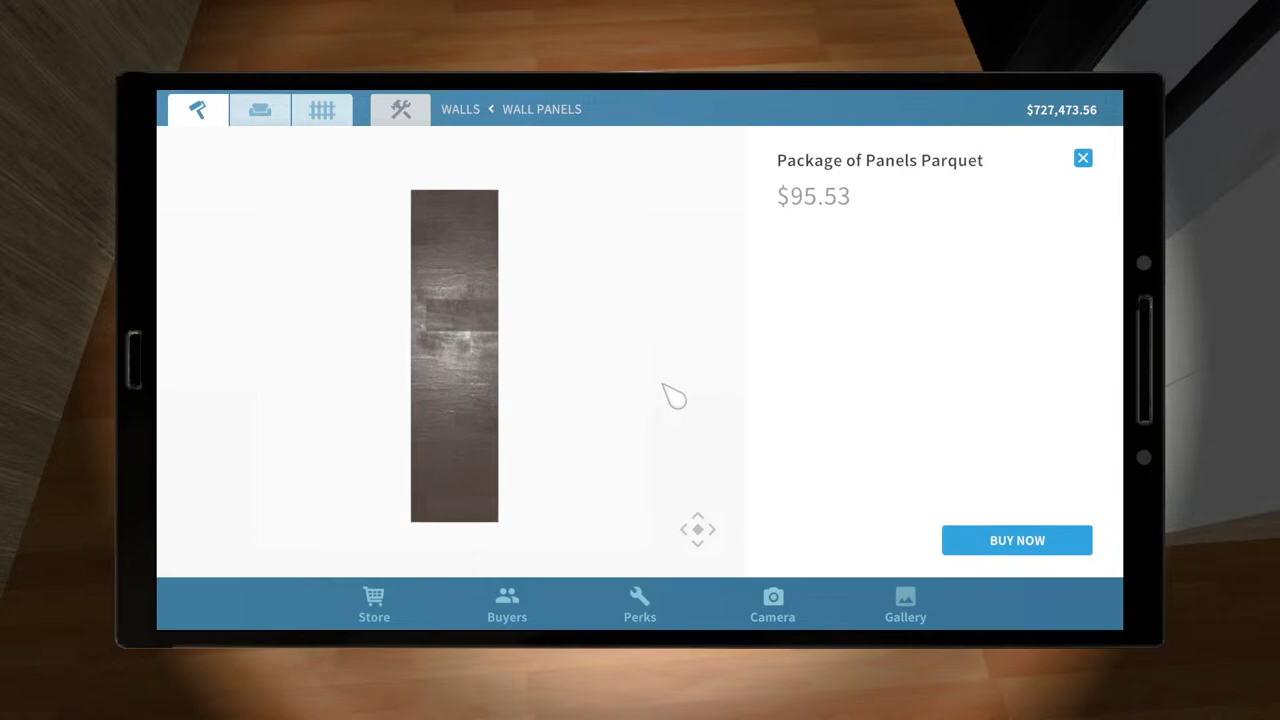 WALLS < WALL PANELS
$727,473.56
Package of Panels Parquet
$95.53
BUY NOW
Store
Buyers
Perks
Camera
Gallery